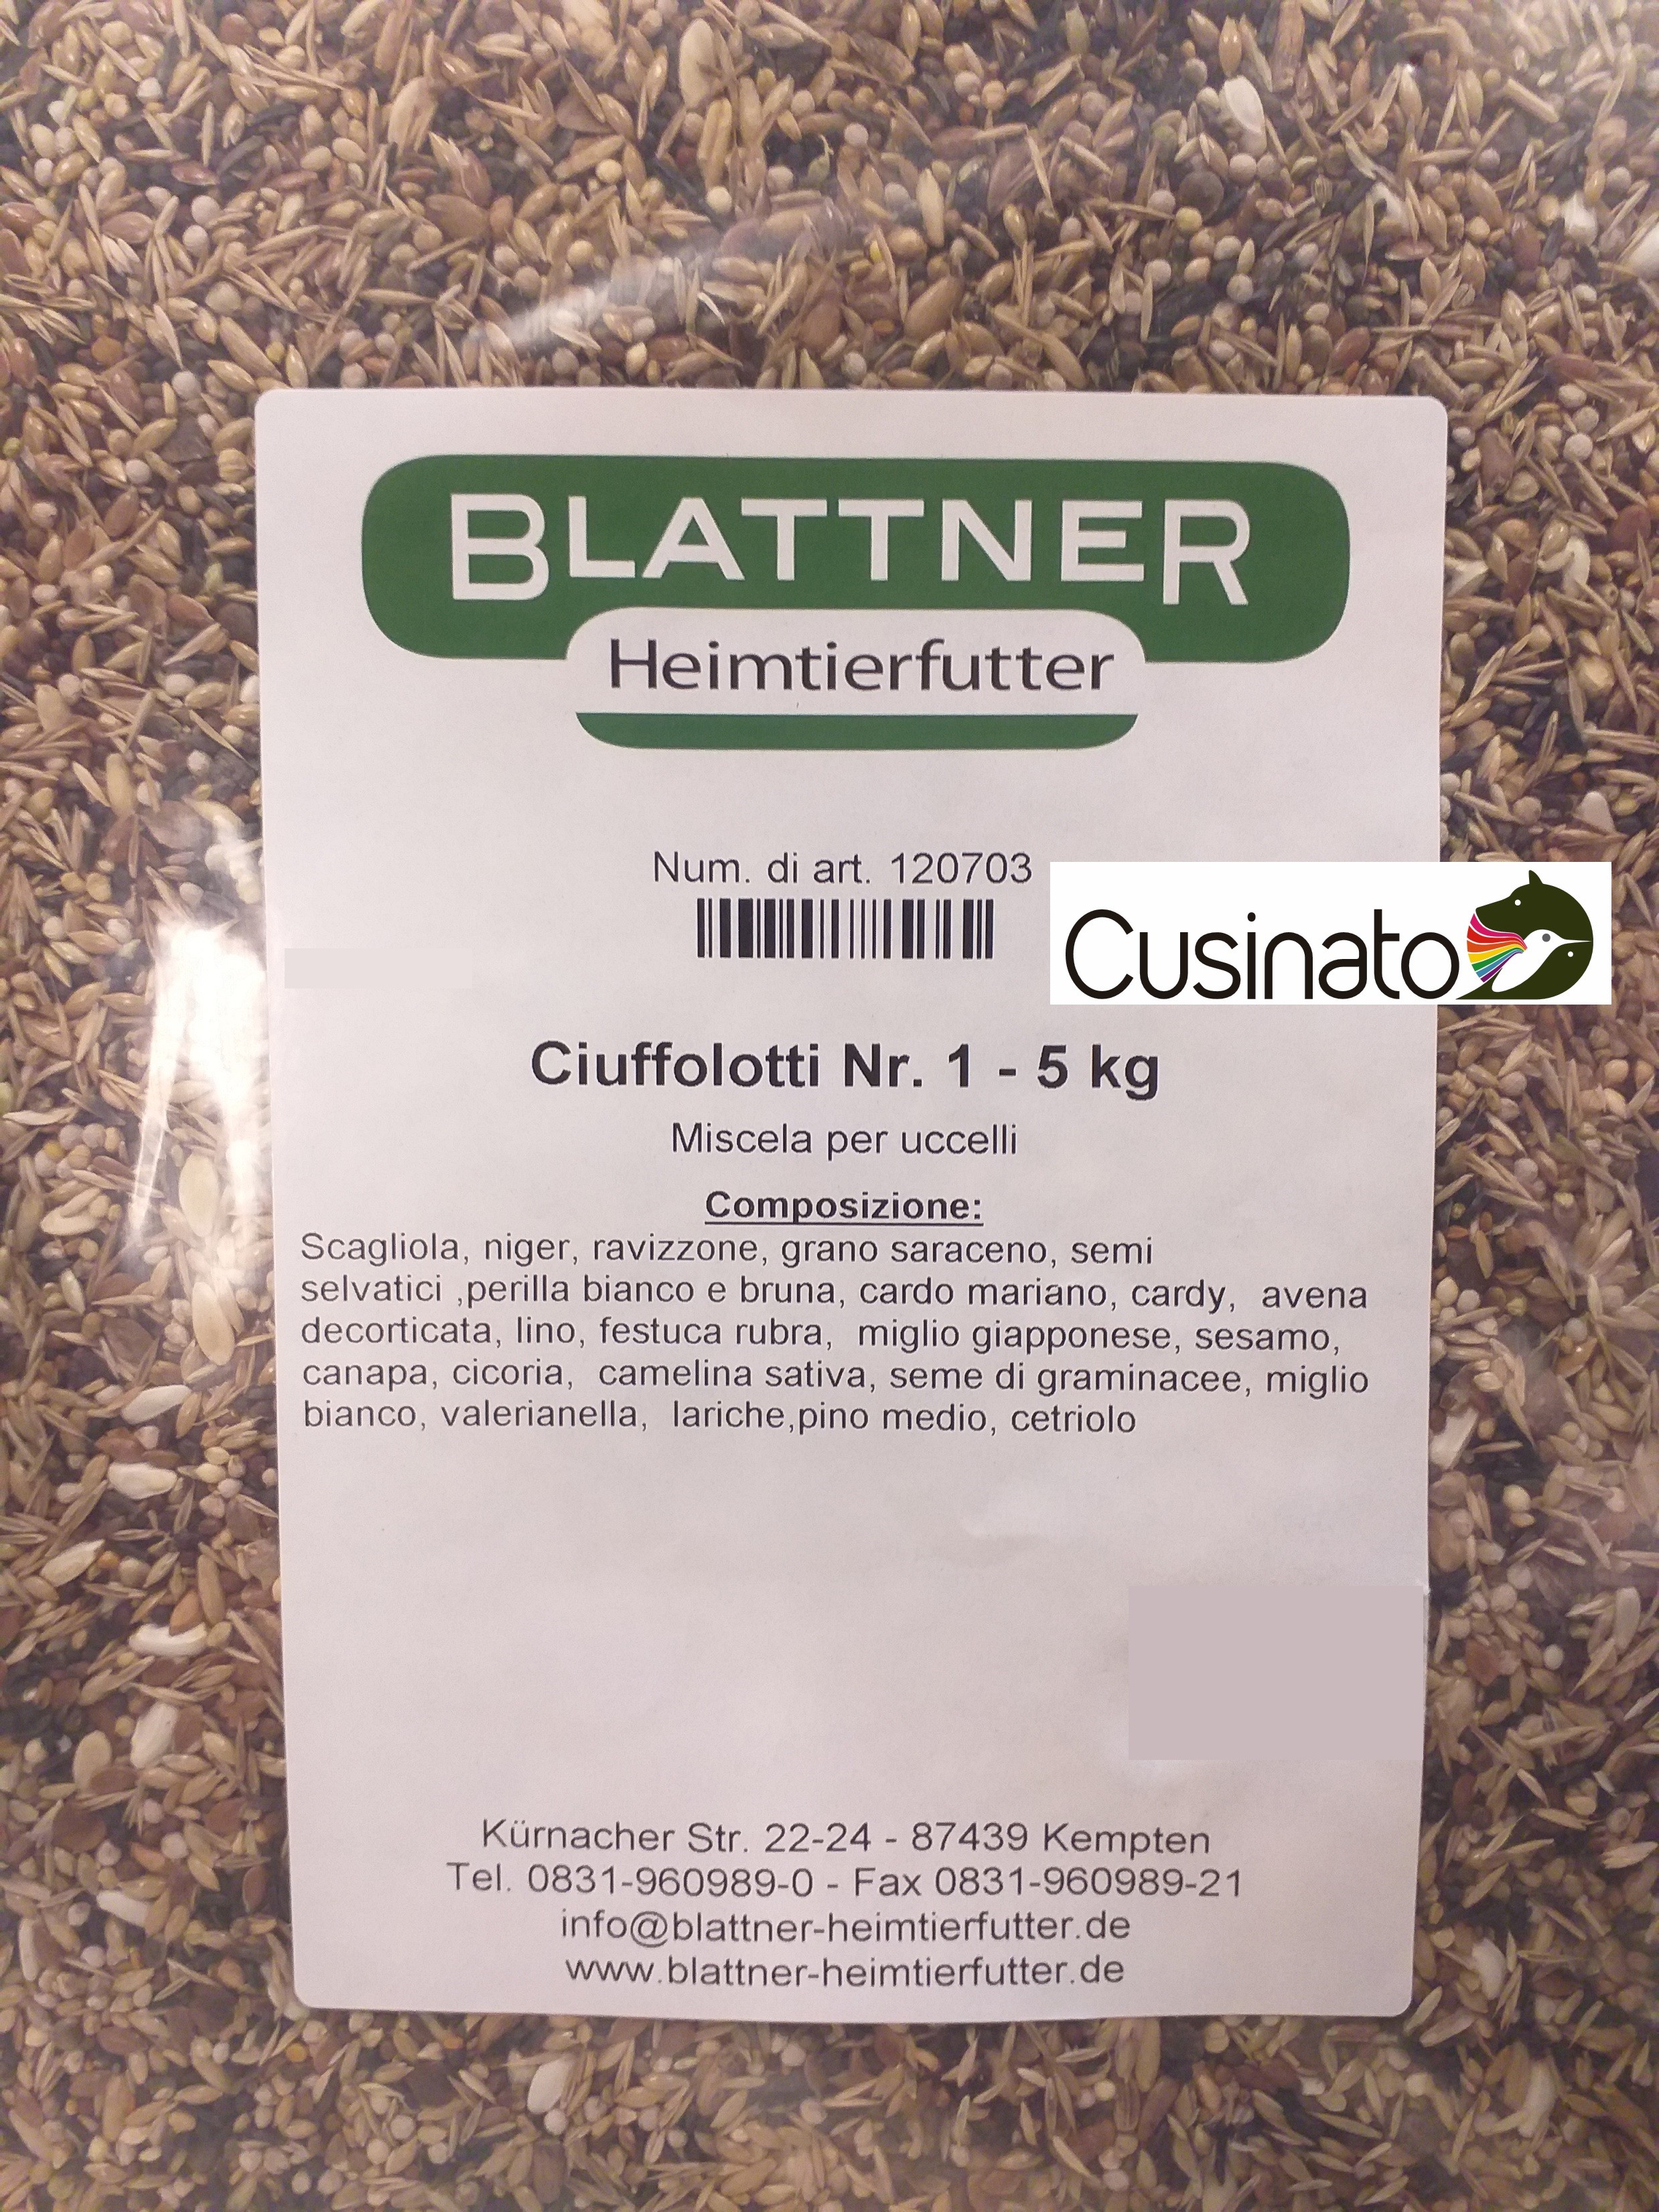 BLATTNER
Heimtierfutter
Num. di art. 120703
Cusinato
Ciuffolotti Nr. 1 - 5 kg
Miscela per uccelli
Composizione:
Scagliola, niger, ravizzone, grano saraceno, semi
selvatici ,perilla bianco e bruna, cardo mariano, cardy,  avena
decorticata, lino, festuca rubra,  miglio giapponese, sesamo,
canapa, cicoria,  camelina sativa, seme di graminacee, miglio
bianco, valerianella,  lariche,pino medio, cetriolo
Kürnacher Str. 22-24 - 87439 Kempten
Tel. 0831-960989-0 - Fax 0831-960989-21
info@blattner-heimtierfutter.de
www.blattner-heimtierfutter.de